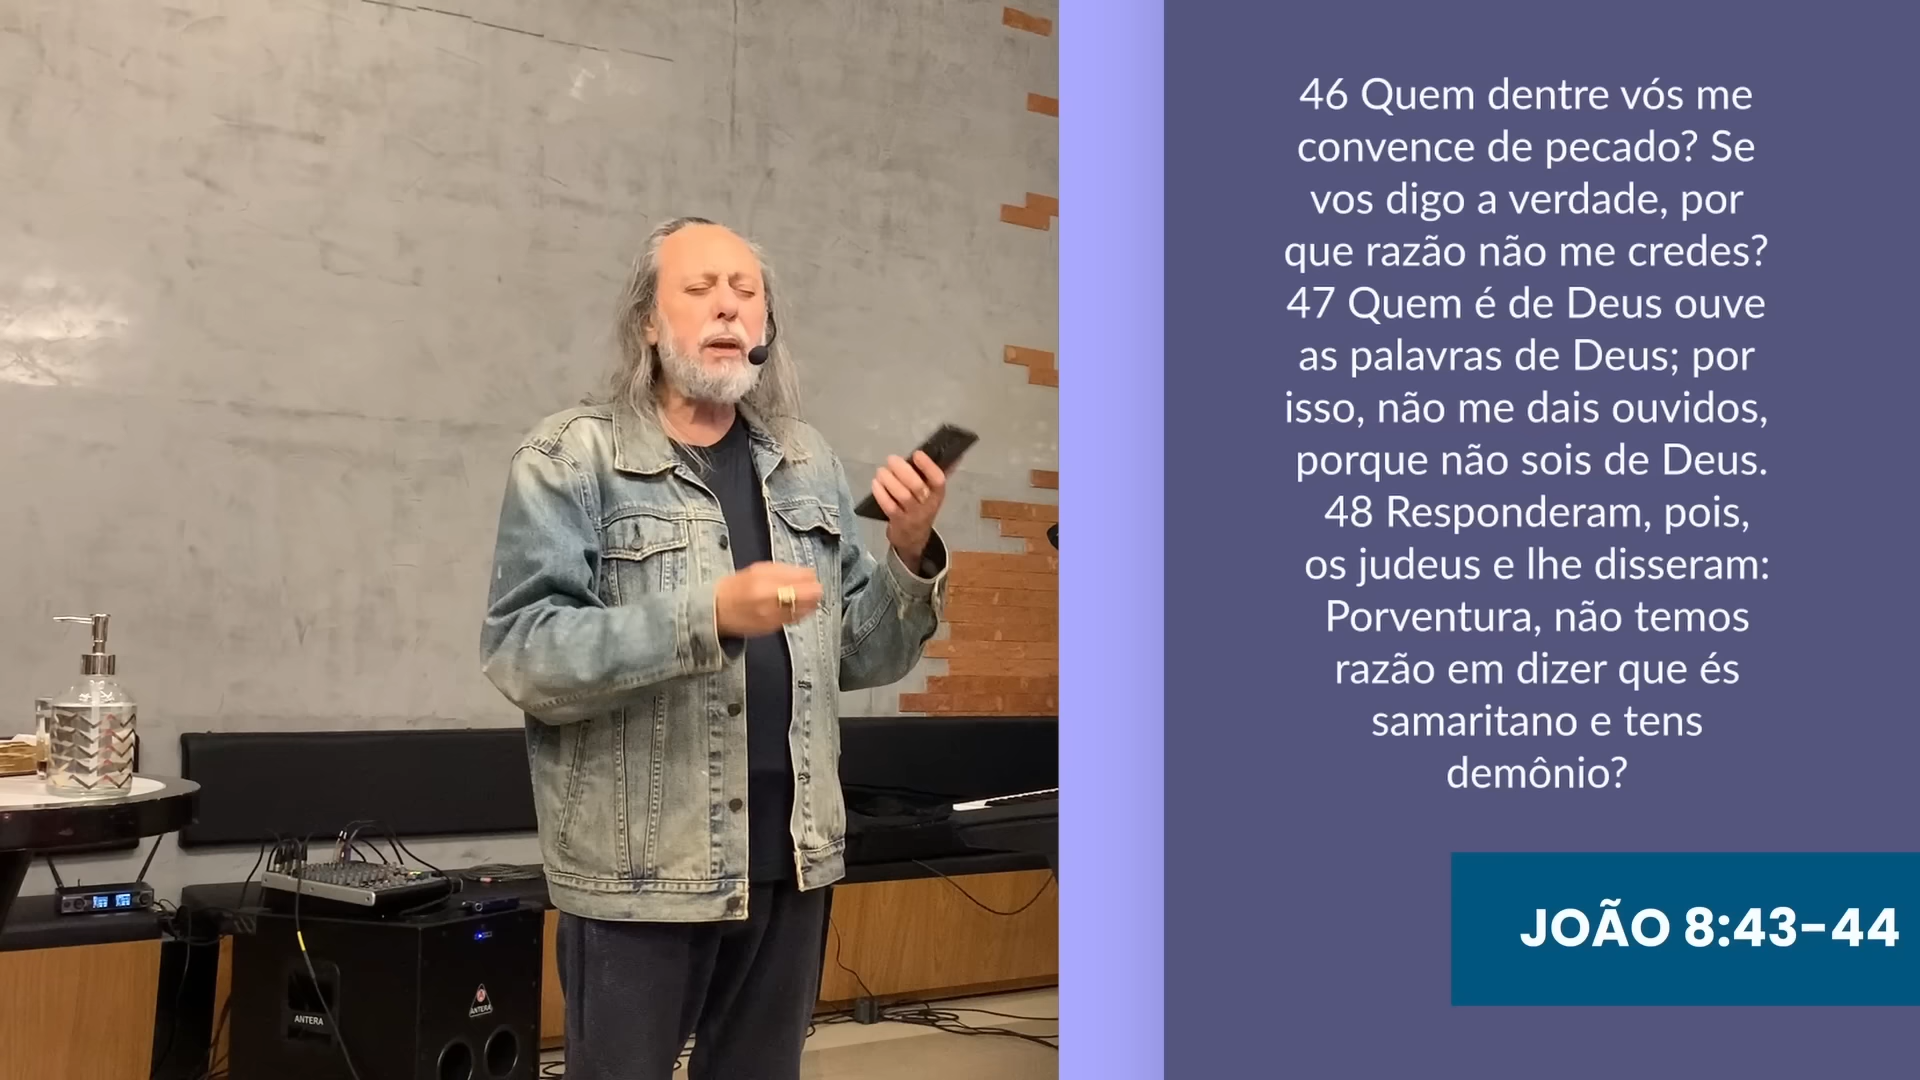 46 Quem dentre vós me
convence de pecado? Se
vos digo a verdade, por
que razão não me credes?
47 Quem é de Deus ouve
as palavras de Deus; por
isso, não me dais ouvidos,
porque não sois de Deus.
48 Responderam, pois,
os judeus e lhe disseram:
Porventura, não temos
razão em dizer que és
samaritano e tens
demônio?
JOÃO 8:43-44
ANTERA
ANTERA